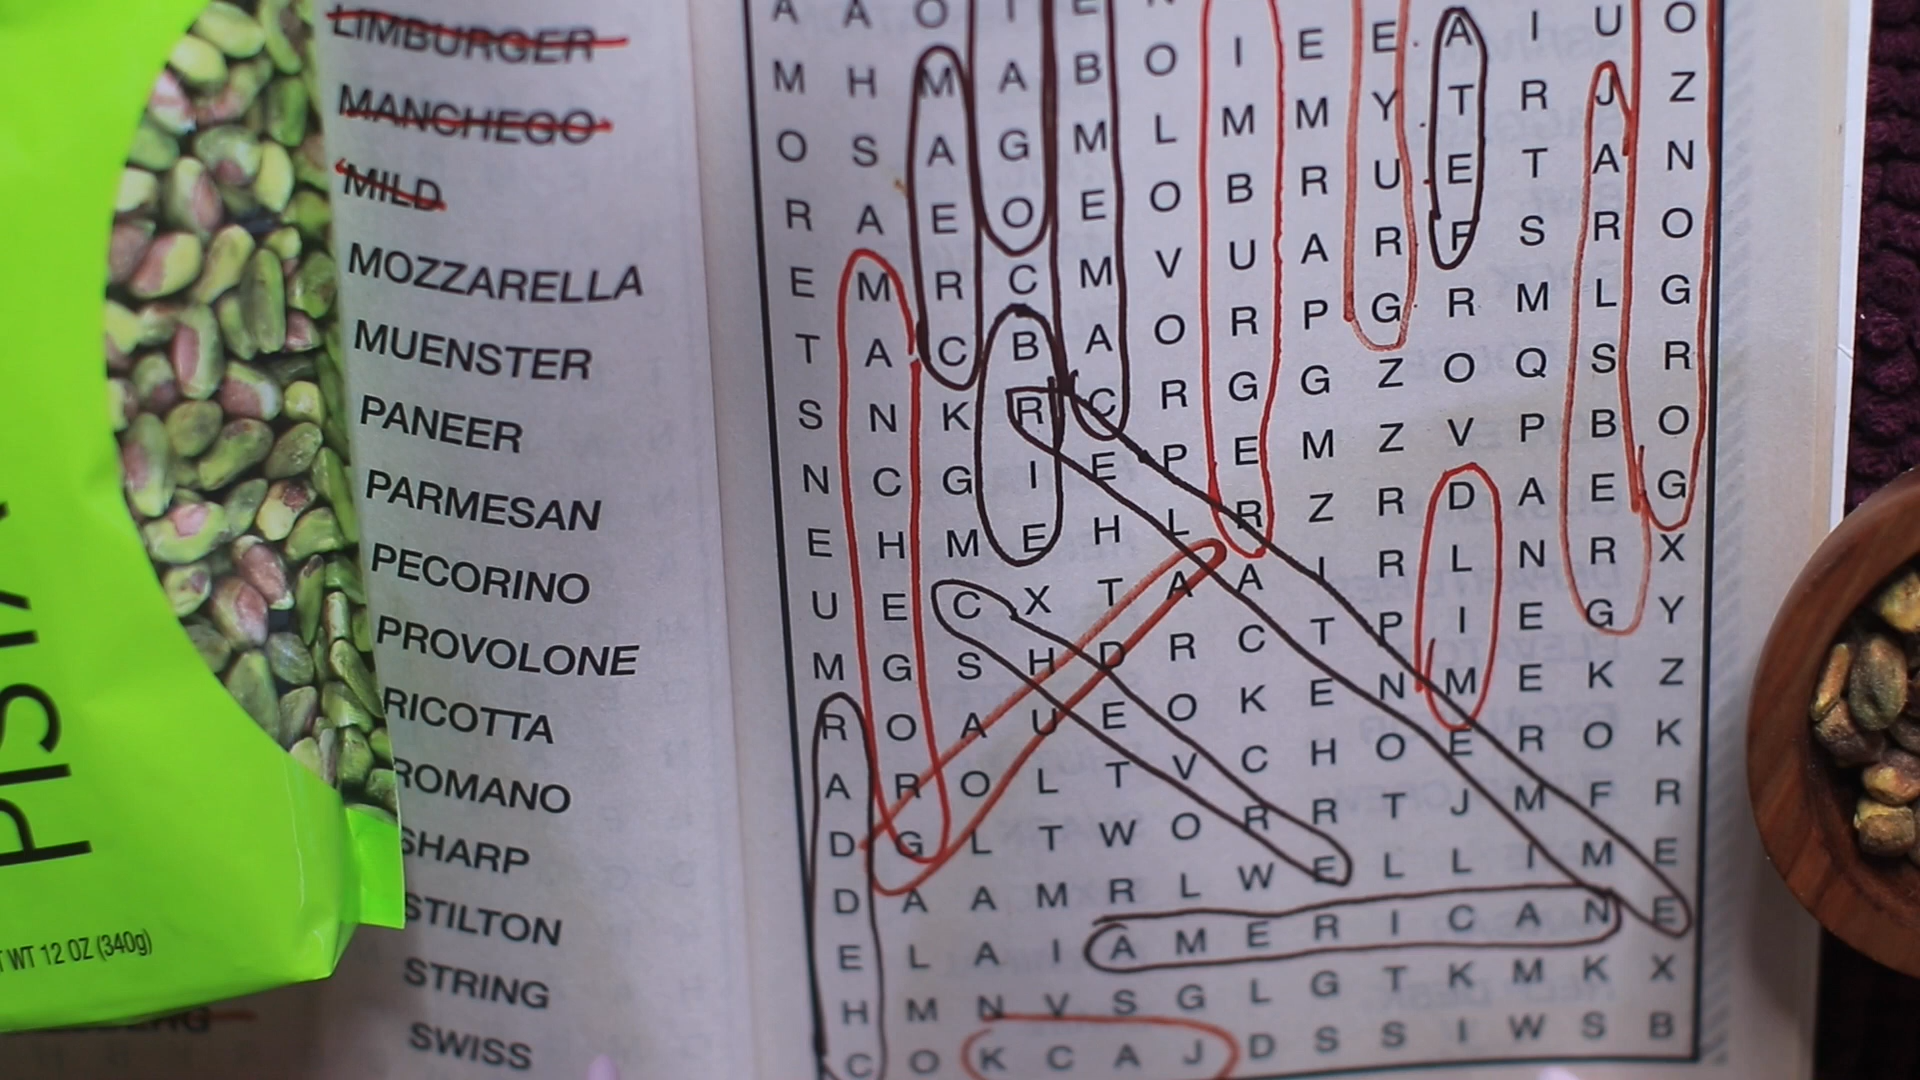 LIMBURGER
MANCHEGO
MILD
MOZZARELLA
MUENSTER
PANEER
PARMESAN
PECORINO
PROVOLONE
RICOTTA
ROMANO
SHARP
STILTON
STRING
SWISS
WT 12 OZ (340g)
M H M A B O I E E A I U O
O S A G M L M M Y T R J Z
R A E O E O B R U E T A N
E M R C M V U A R F S R O
T A C B A O R P G R M L G
S N K R C R G G Z O Q S R
N C G I E P E M Z V P B O
E H M E H L R Z R D A E G
U E C X T A A I R L N R X
M G S H D R C T P I E G Y
R O A U E O K E N M E K Z
A R O L T V C H O E R O K
D G L T W O R R T J M F R
D A A M R L W E L L I M E
E L A I A M E R I C A N E
H M N V S G L G T K M K X
C O K C A J D S S I W S B